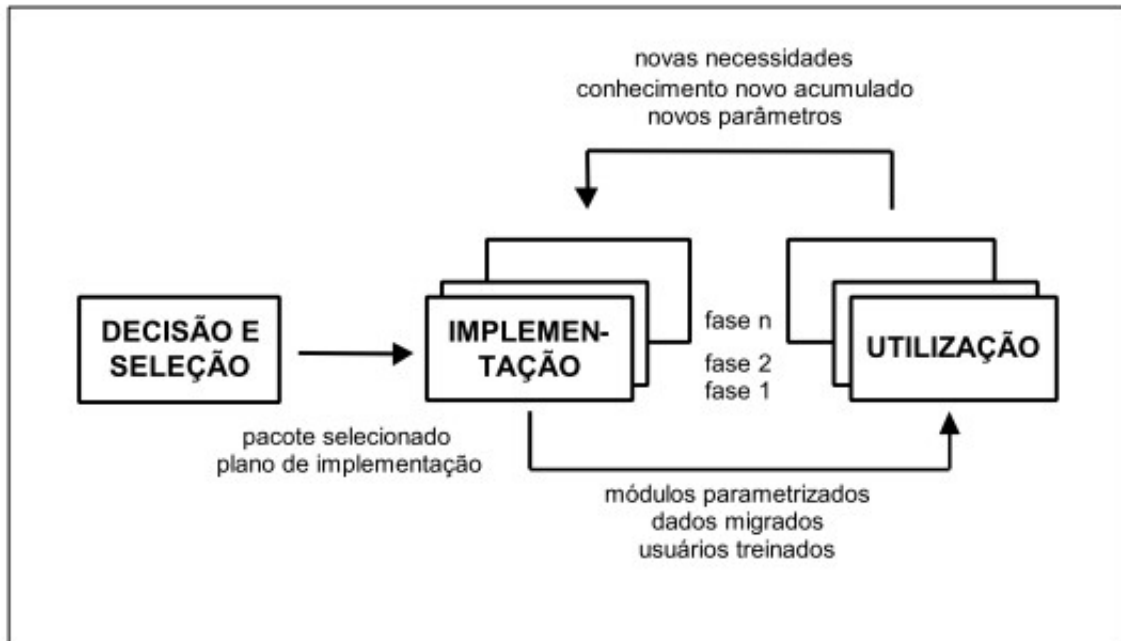 novas necessidades
conhecimento novo acumulado
novos parâmetros
DECISÃO E
SELEÇÃO
IMPLEMEN-
TAÇÃO
fase n
fase 2
fase 1
UTILIZAÇÃO
pacote selecionado
plano de implementação
módulos parametrizados
dados migrados
usuários treinados